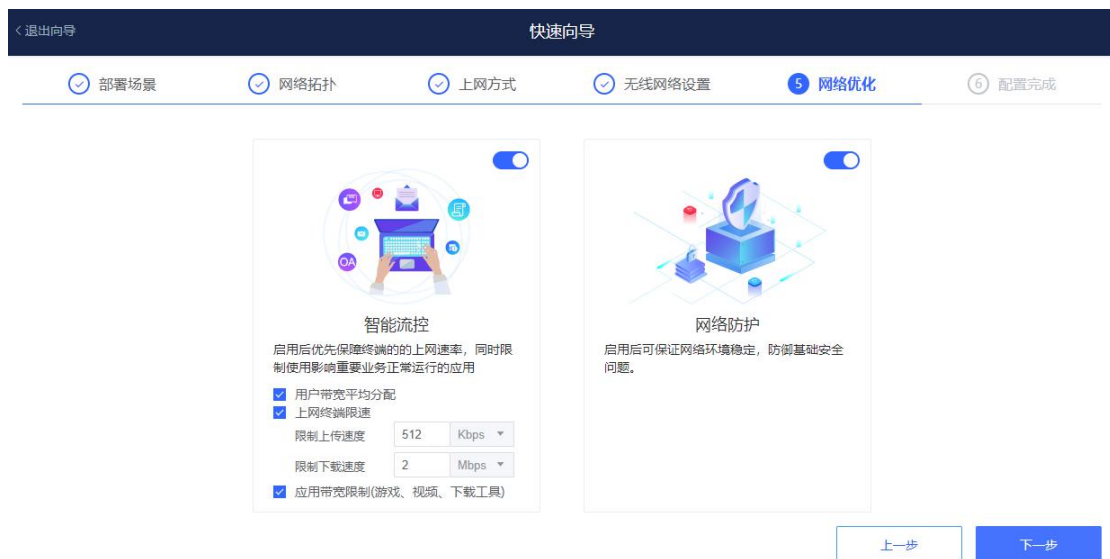 < 退出向导
快速向导
部署场景
网络拓扑
上网方式
无线网络设置
5 网络优化
6 配置完成
OA
智能流控
启用后优先保障终端的的上网速率，同时限
制使用影响重要业务正常运行的应用
用户带宽平均分配
上网终端限速
限制上传速度 512 Kbps
限制下载速度 2 Mbps
应用带宽限制(游戏、视频、下载工具)
网络防护
启用后可保证网络环境稳定，防御基础安全
问题。
上一步
下一步